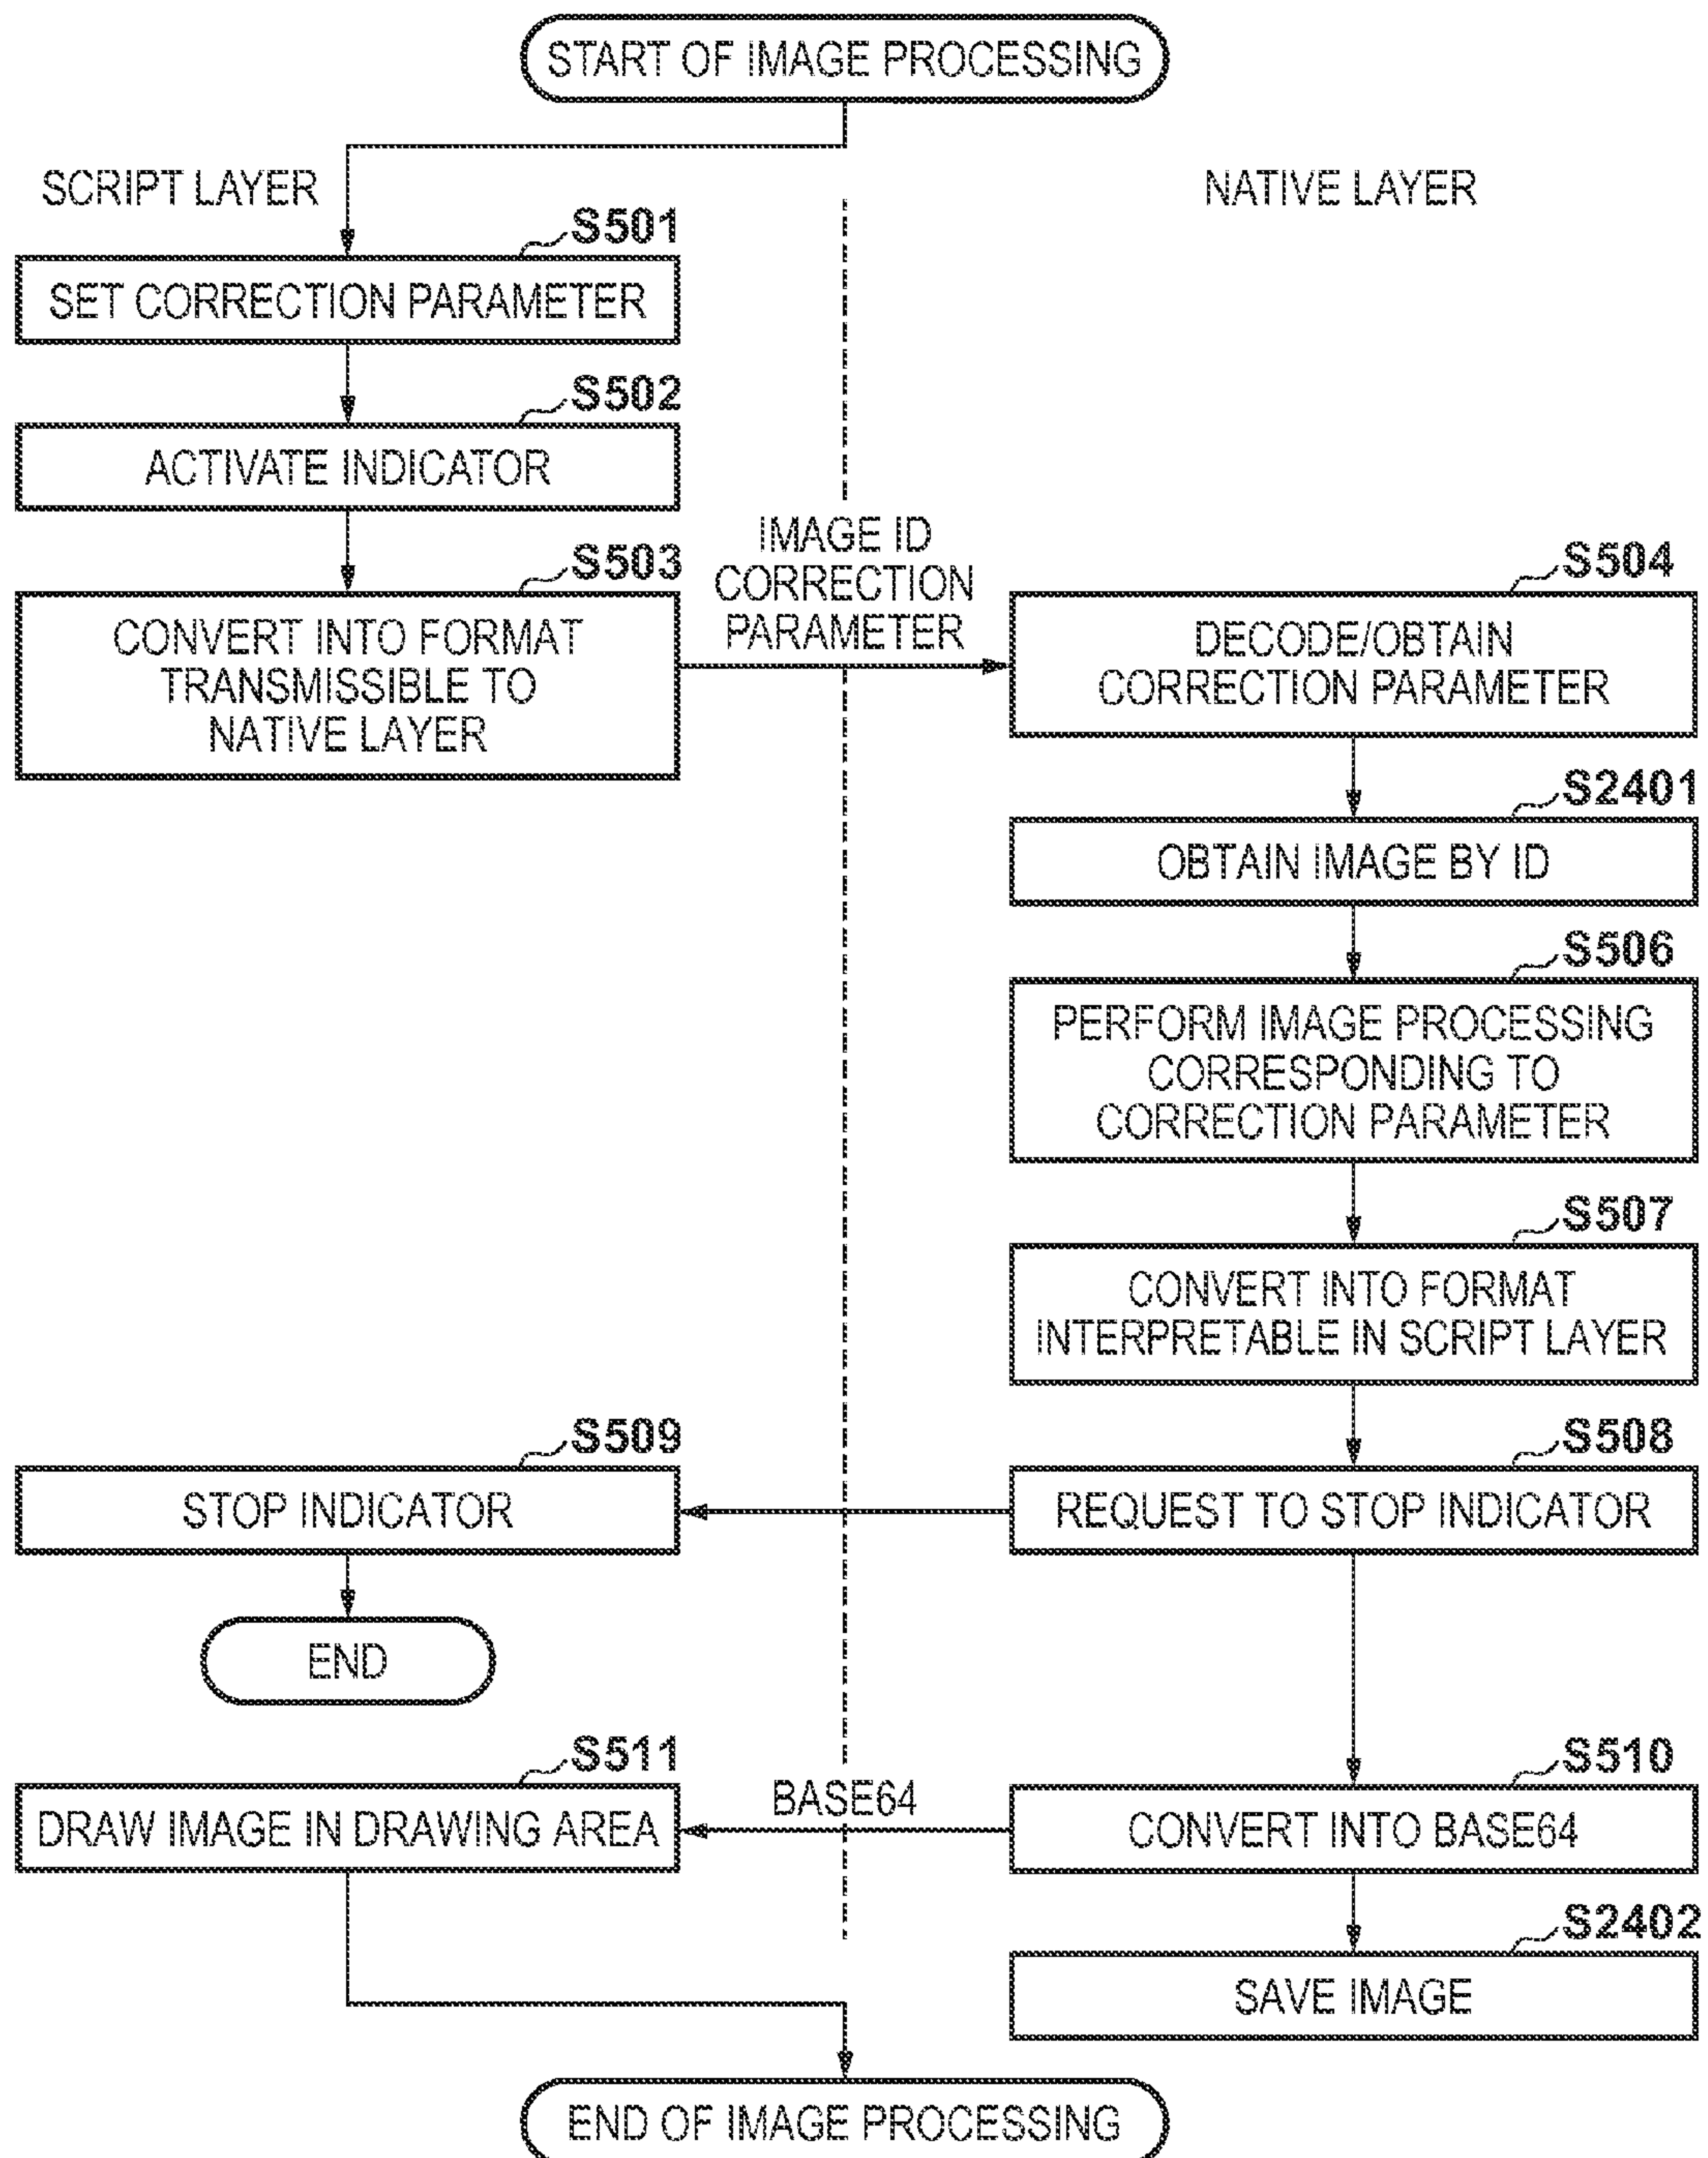 START OF IMAGE PROCESSING
SCRIPT LAYER
NATIVE LAYER
S501
SET CORRECTION PARAMETER
S502
ACTIVATE INDICATOR
S503
CONVERT INTO FORMAT
TRANSMISSIBLE TO
NATIVE LAYER
IMAGE ID
CORRECTION
PARAMETER
S504
DECODE/OBTAIN
CORRECTION PARAMETER
S2401
OBTAIN IMAGE BY ID
S506
PERFORM IMAGE PROCESSING
CORRESPONDING TO
CORRECTION PARAMETER
S507
CONVERT INTO FORMAT
INTERPRETABLE IN SCRIPT LAYER
S508
REQUEST TO STOP INDICATOR
S509
STOP INDICATOR
END
S510
CONVERT INTO BASE64
BASE64
S511
DRAW IMAGE IN DRAWING AREA
S2402
SAVE IMAGE
END OF IMAGE PROCESSING